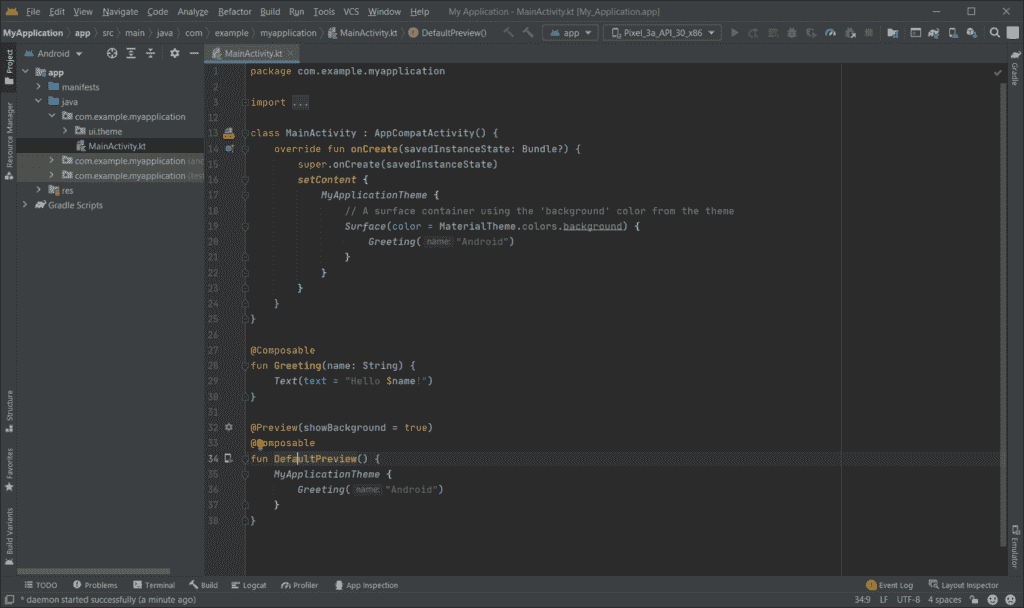 File Edit View Navigate Code Analyze Refactor Build Run Tools VCS Window Help My Application - MainActivity.kt [My_Application.app]
MyApplication app src main java com example myapplication MainActivity.kt DefaultPreview() app Pixel_3a_API_30_x86
Project
Resource Manager
Structure
Favorites
Build Variants
Android
app
manifests
java
com.example.myapplication
ui.theme
MainActivity.kt
com.example.myapplication (and
com.example.myapplication (test
res
Gradle Scripts
MainActivity.kt
1 package com.example.myapplication
2
3 import ...
12
13 class MainActivity : AppCompatActivity() {
14 override fun onCreate(savedInstanceState: Bundle?) {
15 super.onCreate(savedInstanceState)
16 setContent {
17 MyApplicationTheme {
18 // A surface container using the 'background' color from the theme
19 Surface(color = MaterialTheme.colors.background) {
20 Greeting( name: "Android")
21 }
22 }
23 }
24 }
25 }
26
27 @Composable
28 fun Greeting(name: String) {
29 Text(text = "Hello $name!")
30 }
31
32 @Preview(showBackground = true)
33 @Composable
34 fun DefaultPreview() {
35 MyApplicationTheme {
36 Greeting( name: "Android")
37 }
38 }
Gradle
Emulator
TODO Problems Terminal Build Logcat Profiler App Inspection Event Log Layout Inspector
* daemon started successfully (a minute ago) 34:9 LF UTF-8 4 spaces